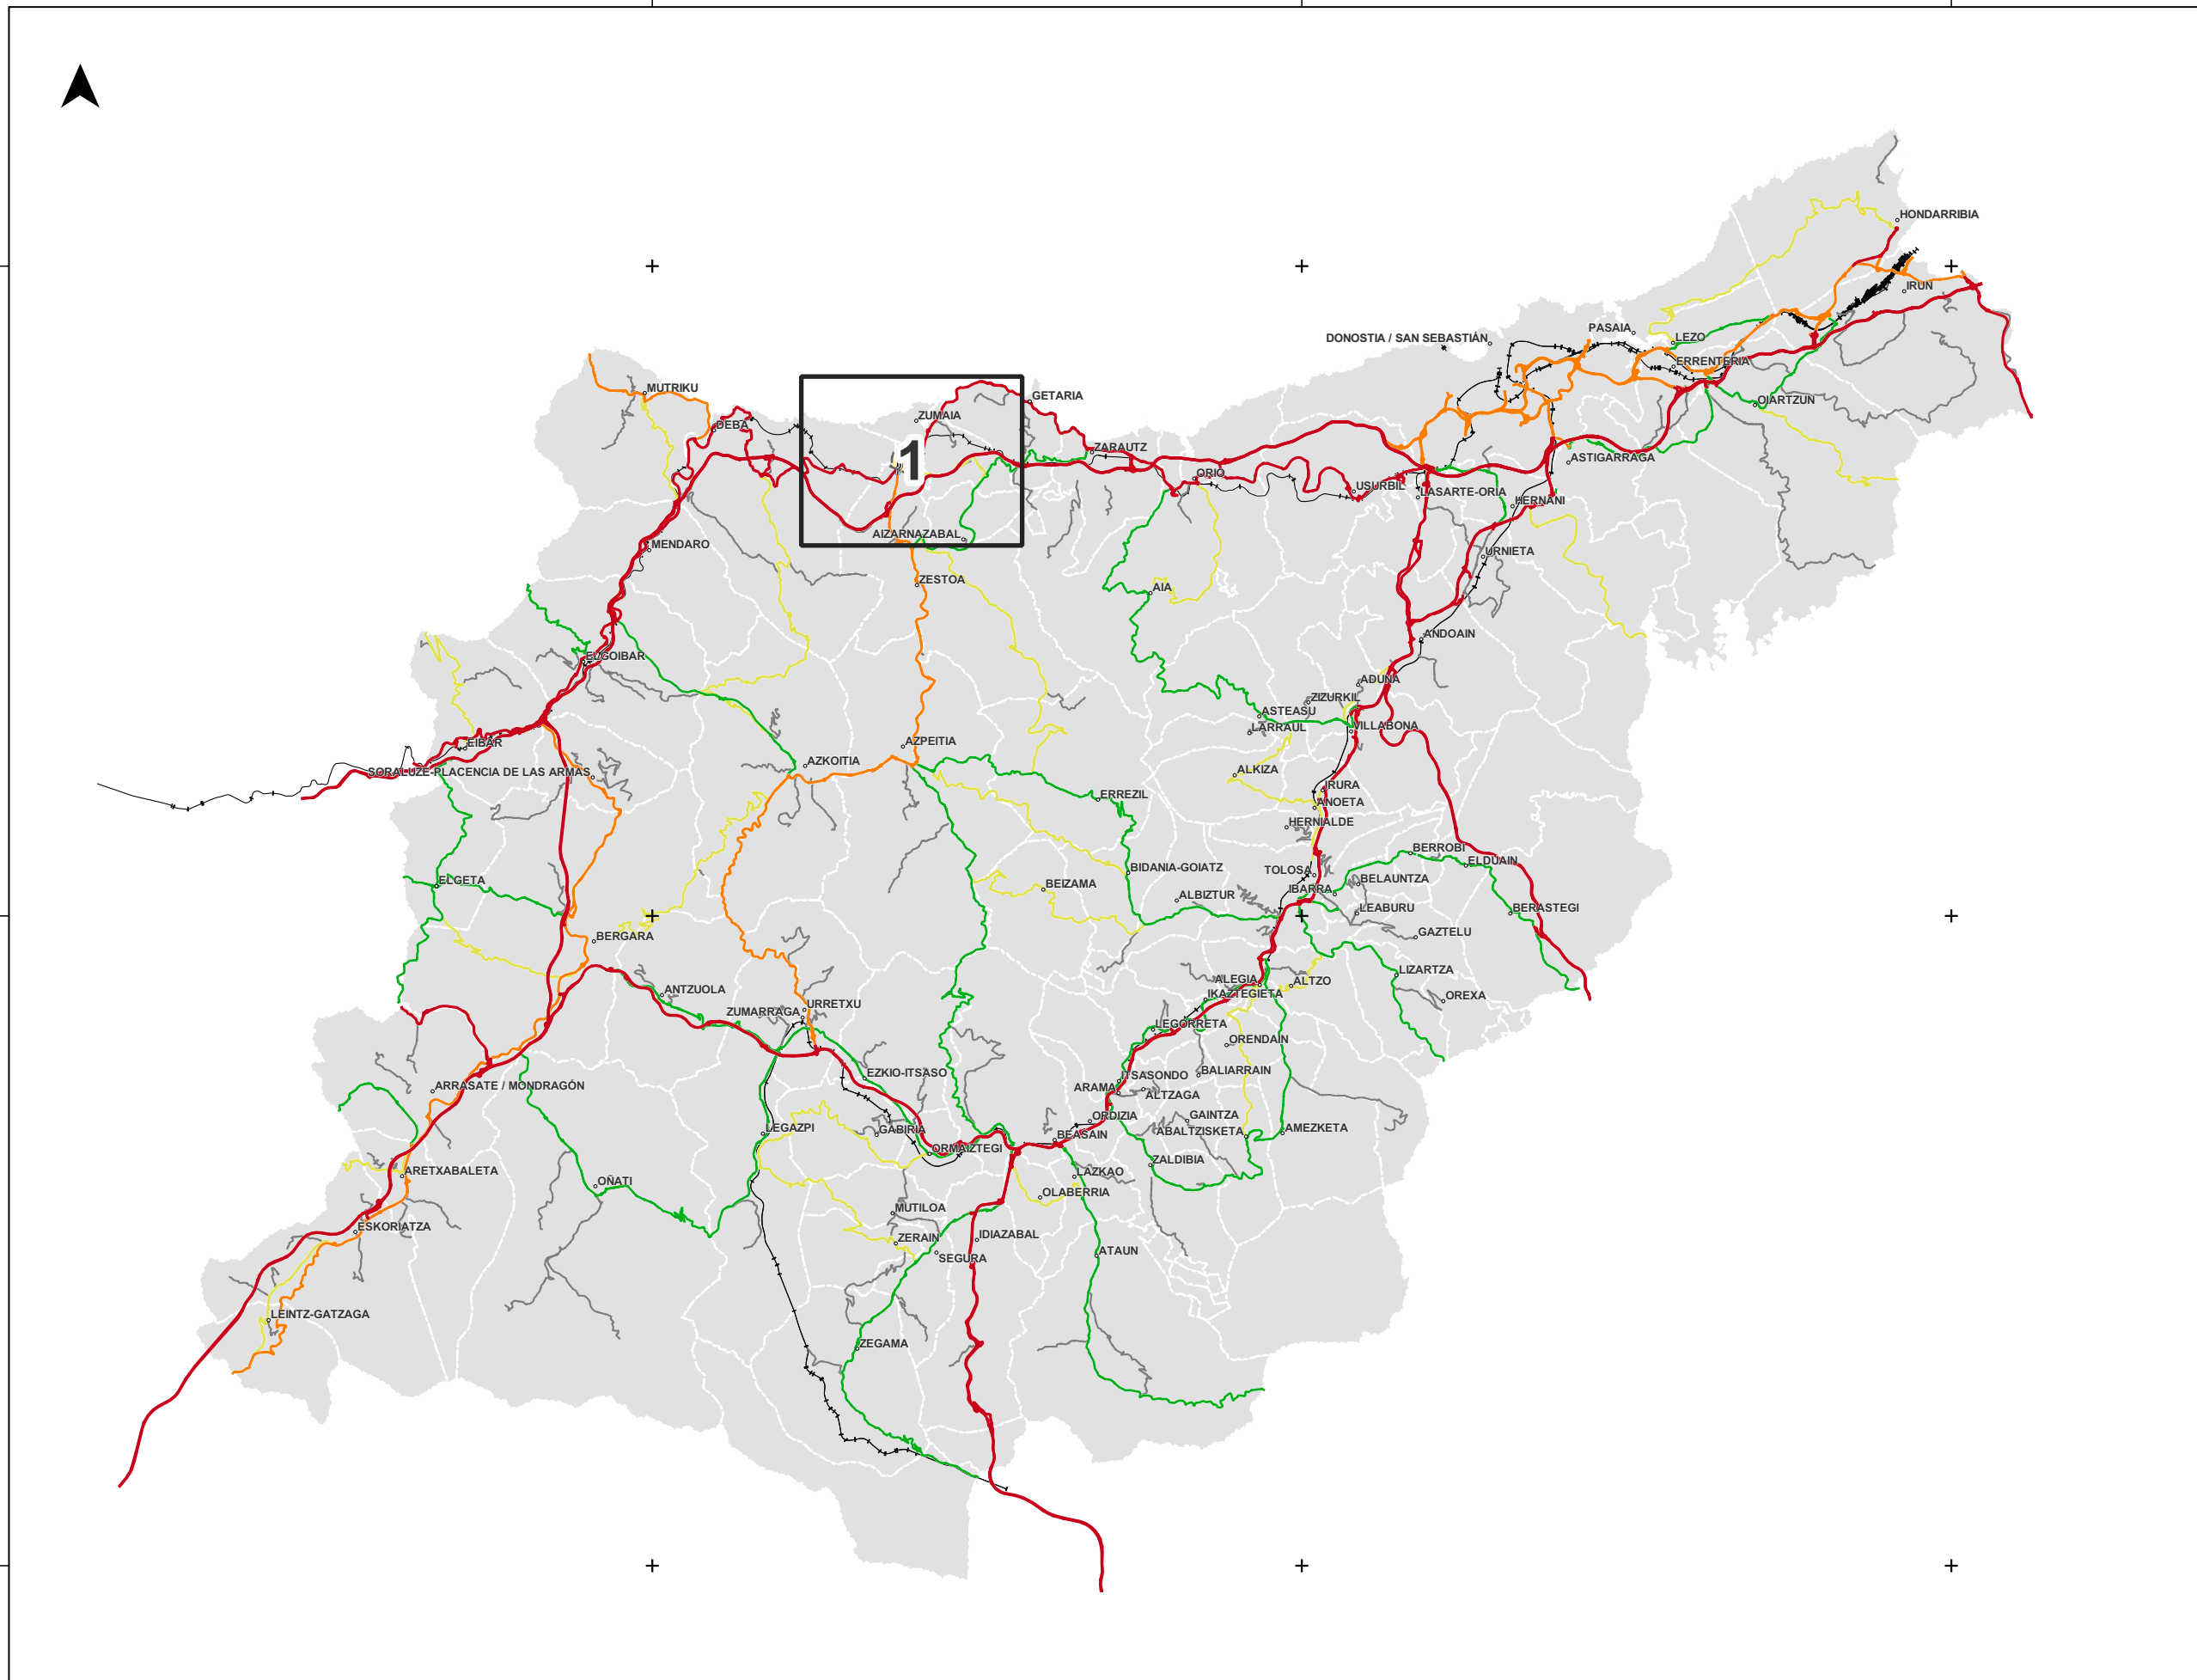 HONDARRIBIA
IRUN
PASAIA
DONOSTIA / SAN SEBASTIÁN
LEZO
ERRENTERIA
MUTRIKU
GETARIA
OIARTZUN
ZUMAIA
DEBA
1
ZARAUTZ
ASTIGARRAGA
ORIO
USURBIL
LASARTE-ORIA
HERNANI
AIZARNAZABAL
MENDARO
URNIETA
ZESTOA
AIA
ANDOAIN
ELGOIBAR
ADUNA
ZIZURKIL
ASTEASU
LARRAUL
VILLABONA
EIBAR
AZPEITIA
AZKOITIA
SORALUZE-PLACENCIA DE LAS ARMAS
ALKIZA
IRURA
ERREZIL
ANOETA
HERNIALDE
BERROBI
ELDUAIN
BIDANIA-GOIATZ
TOLOSA
ELGETA
BEIZAMA
BELAUNTZA
IBARRA
ALBIZTUR
LEABURU
BERASTEGI
BERGARA
GAZTELU
LIZARTZA
ALEGIA
ALTZO
ANTZUOLA
IKAZTEGIETA
OREXA
URRETXU
ZUMARRAGA
LEGORRETA
ORENDAIN
EZKIO-ITSASO
ITSASONDO
BALIARRAIN
ARRASATE / MONDRAGÓN
ARAMA
ALTZAGA
ORDIZIA
GAINTZA
LEGAZPI
GABIRIA
BEASAIN
ABALTZISKETA
AMEZKETA
ORMAIZTEGI
ZALDIBIA
ARETXABALETA
LAZKAO
OÑATI
OLABERRIA
MUTILOA
ESKORIATZA
ZERAIN
IDIAZABAL
SEGURA
ATAUN
LEINTZ-GATZAGA
ZEGAMA